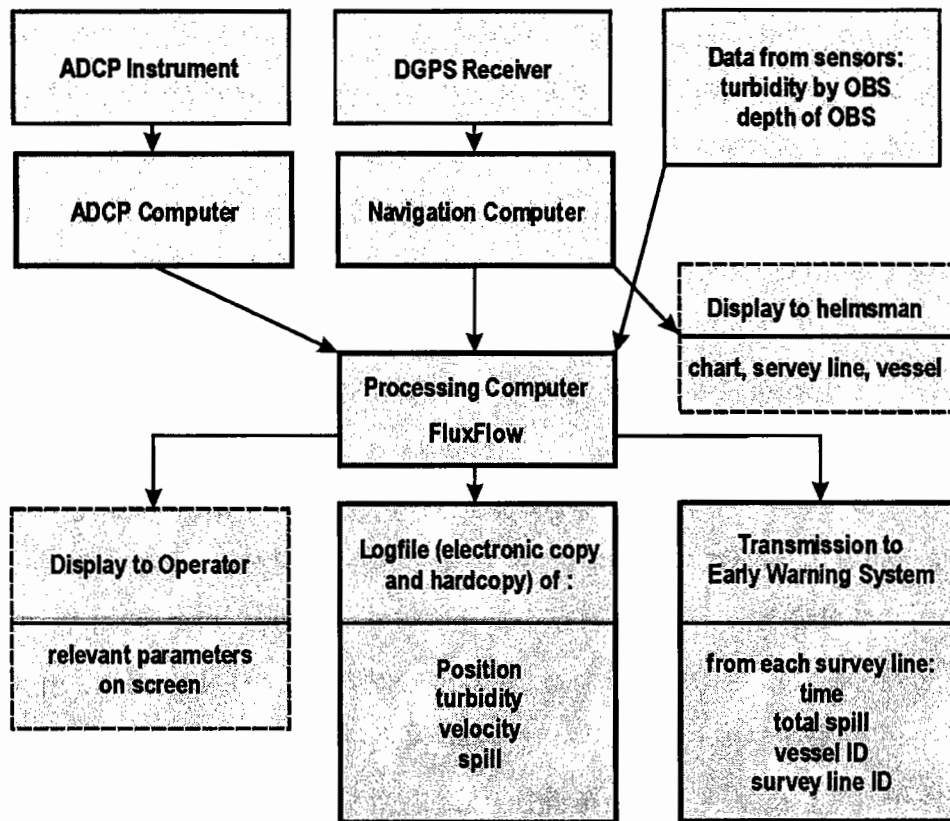 ADCP Instrument
DGPS Receiver
Data from sensors:
turbidity by OBS
depth of OBS
ADCP Computer
Navigation Computer
Display to helmsman
chart, servey line, vessel
Processing Computer
FluxFlow
Display to Operator
relevant parameters
on screen
Logfile (electronic copy
and hardcopy) of :
Position
turbidity
velocity
spill
Transmission to
Early Warning System
from each survey line:
time
total spill
vessel ID
survey line ID